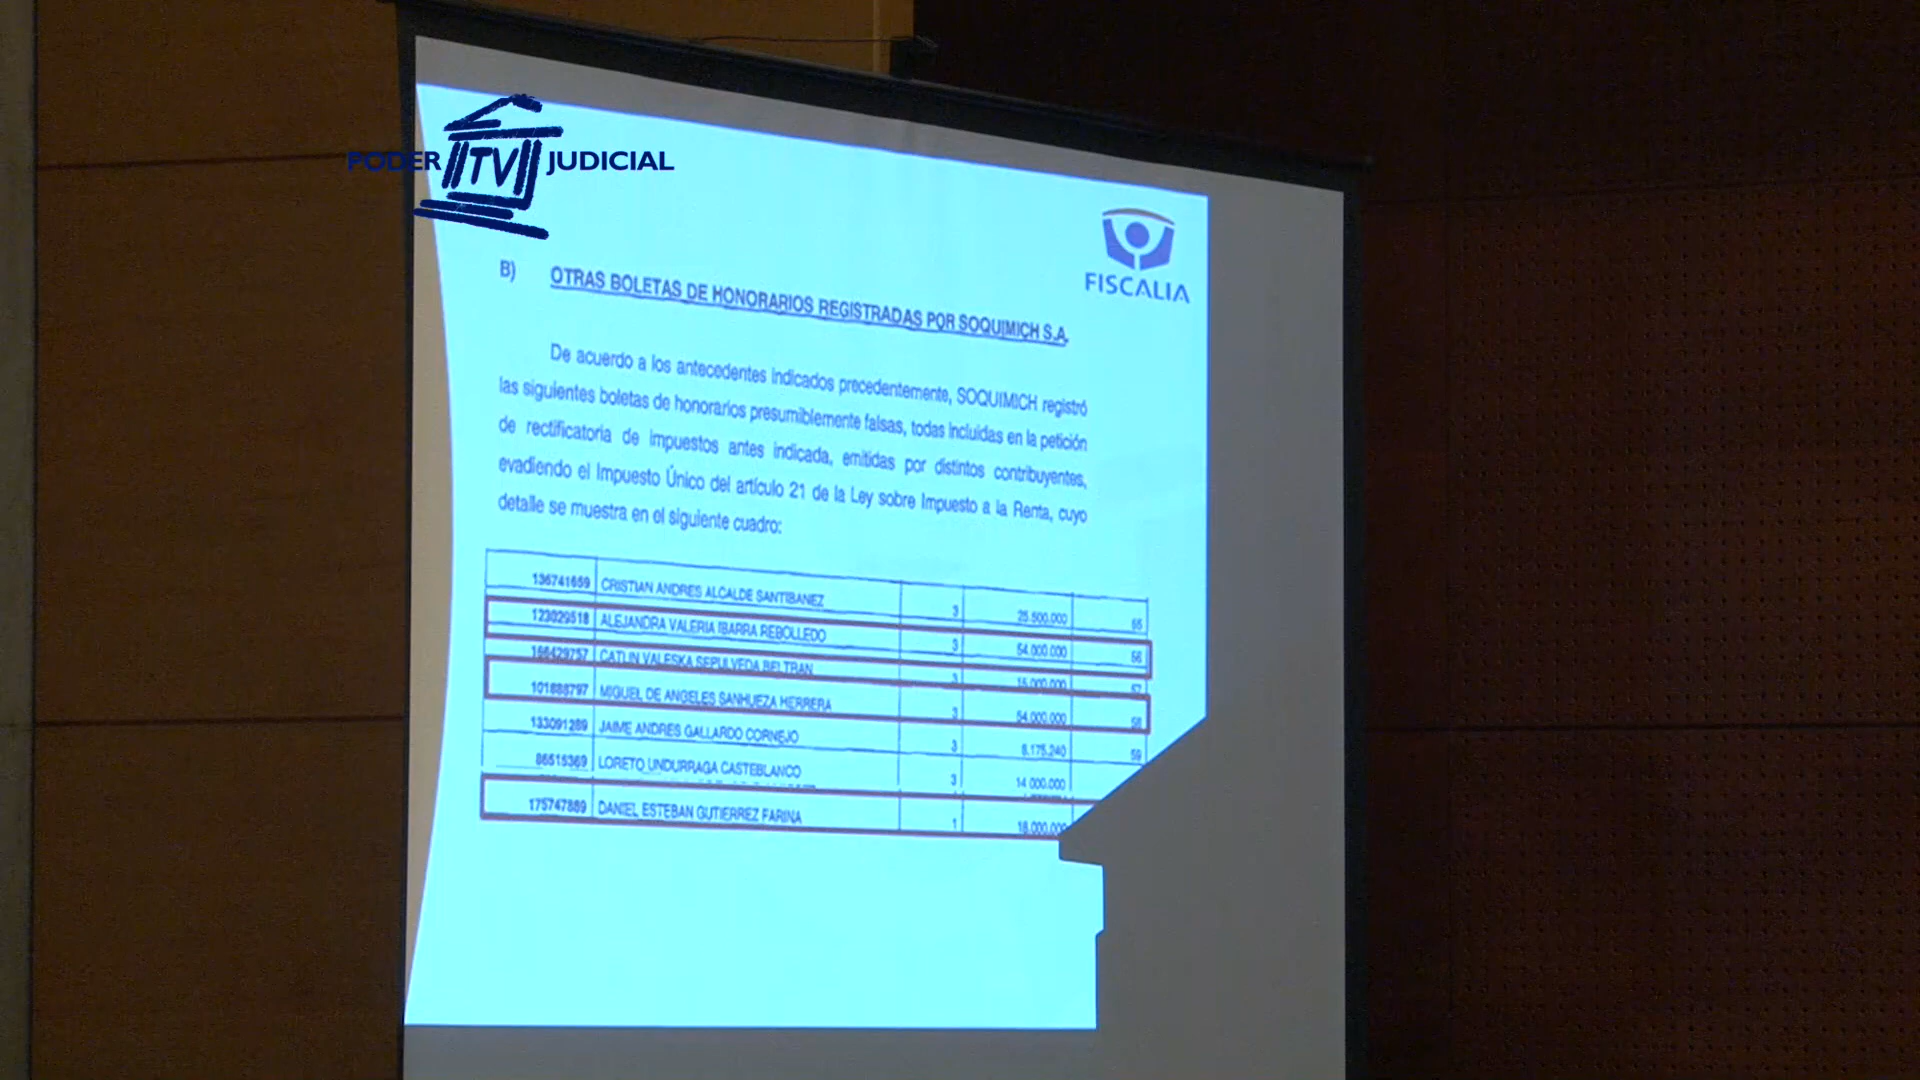 PODER TV JUDICIAL
FISCALIA
B) OTRAS BOLETAS DE HONORARIOS REGISTRADAS POR SOQUIMICH S.A.
De acuerdo a los antecedentes indicados precedentemente, SOQUIMICH registró
las siguientes boletas de honorarios presumiblemente falsas, todas incluidas en la petición
de rectificatoria de impuestos antes indicada, emitidas por distintos contribuyentes,
evadiendo el Impuesto Único del artículo 21 de la Ley sobre Impuesto a la Renta, cuyo
detalle se muestra en el siguiente cuadro:
136741659 CRISTIAN ANDRES ALCALDE SANTIBANEZ 3 25.500.000 55
123029518 ALEJANDRA VALERIA IBARRA REBOLLEDO 3 54.000.000 56
166429757 CATLIN VALESKA SEPULVEDA BELTRAN 3 15.000.000 57
101888797 MIGUEL DE ANGELES SANHUEZA HERRERA 3 54.000.000 58
133091289 JAIME ANDRES GALLARDO CORNEJO 3 8.175.240 59
86515369 LORETO UNDURRAGA CASTEBLANCO 3 14.000.000
175747889 DANIEL ESTEBAN GUTIERREZ FARINA 1 18.000.000